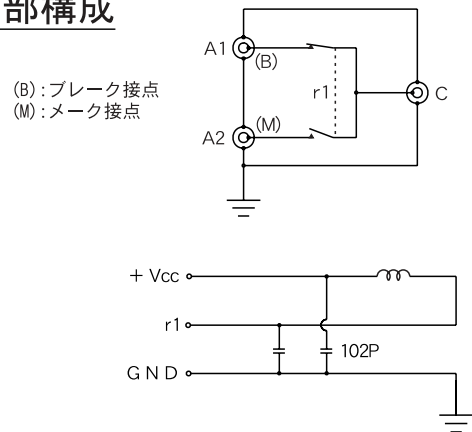 部構成
A1
(B)
(B) : ブレーク接点
(M) : メーク接点
r1
C
A2
(M)
+ Vcc
r1
102P
GND